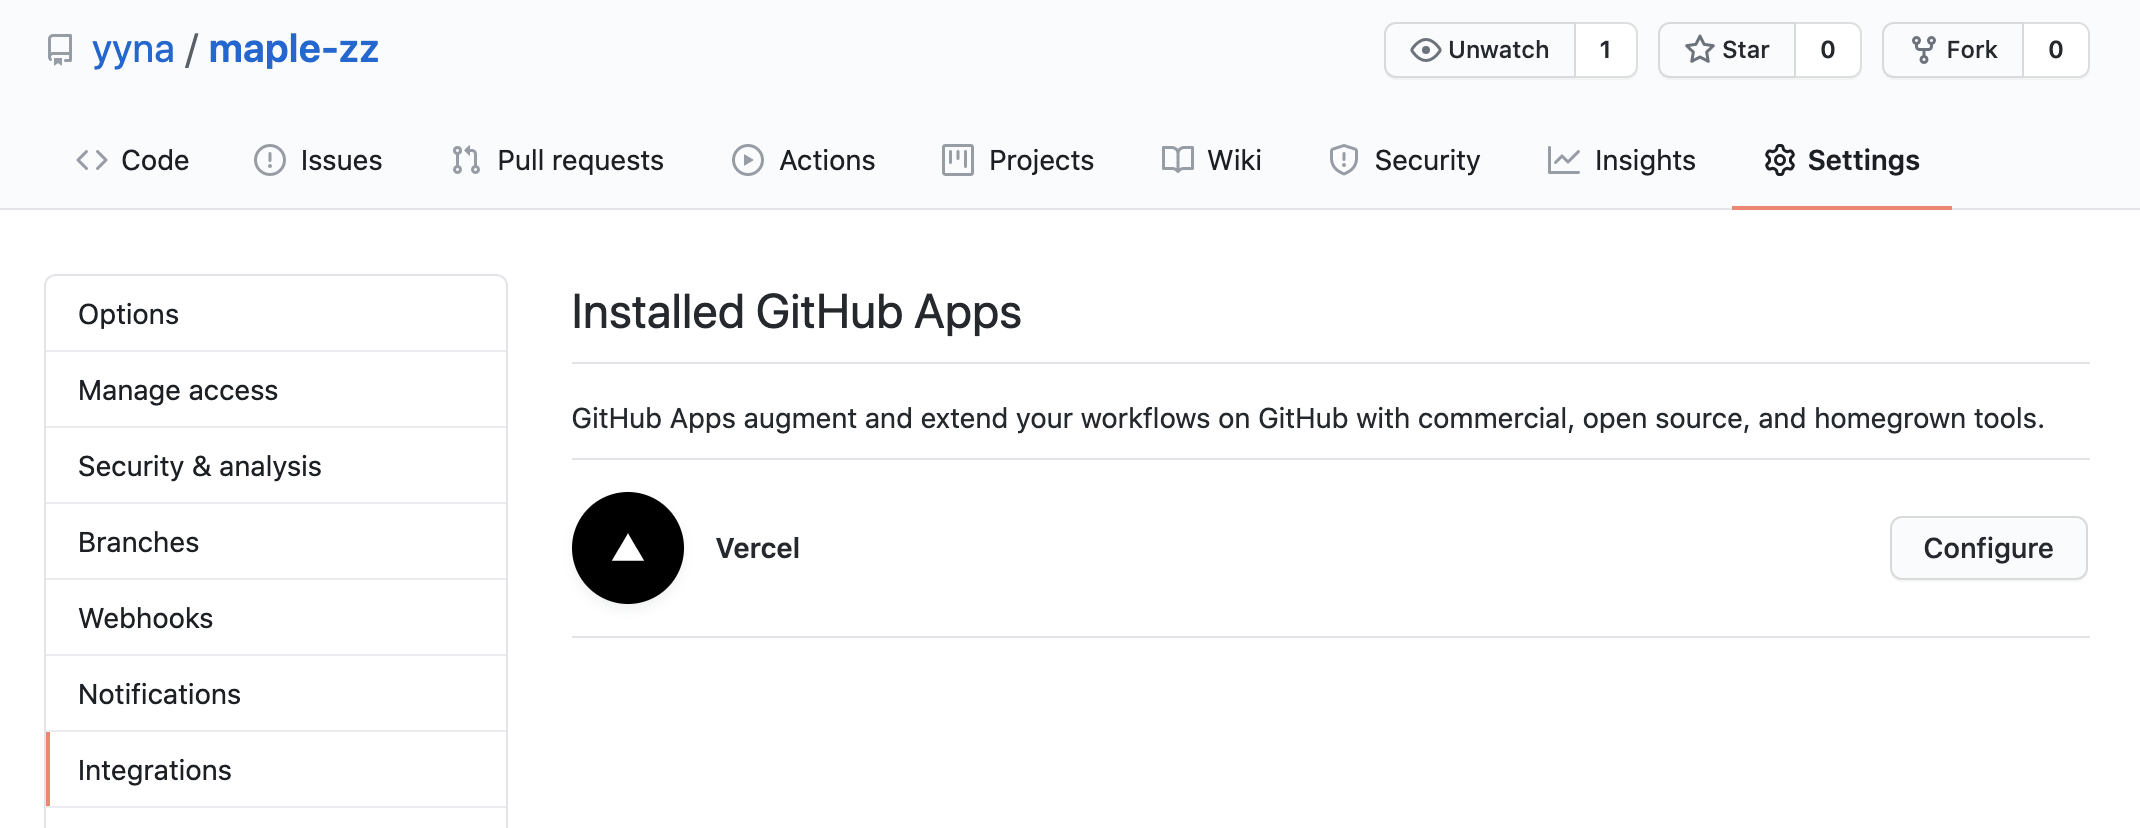 yyna / maple-zz
Unwatch 1 Star 0 Fork 0
Code Issues Pull requests Actions Projects Wiki Security Insights Settings
Options
Manage access
Security & analysis
Branches
Webhooks
Notifications
Integrations
Installed GitHub Apps
GitHub Apps augment and extend your workflows on GitHub with commercial, open source, and homegrown tools.
Vercel
Configure